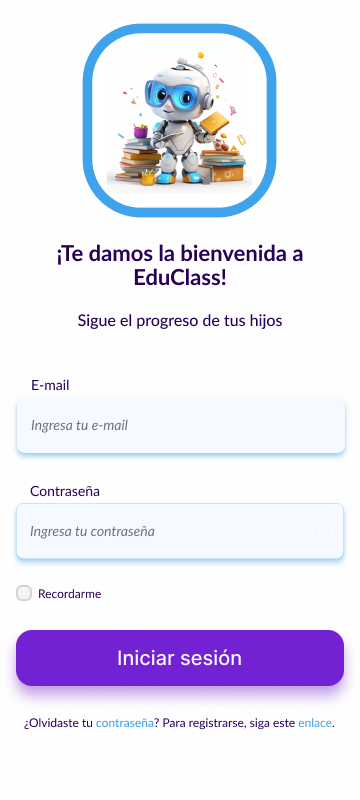 ¡Te damos la bienvenida a
EduClass!
Sigue el progreso de tus hijos
E-mail
Ingresa tu e-mail
Contraseña
Ingresa tu contraseña
Recordarme
Iniciar sesión
¿Olvidaste tu contraseña? Para registrarse, siga este enlace.